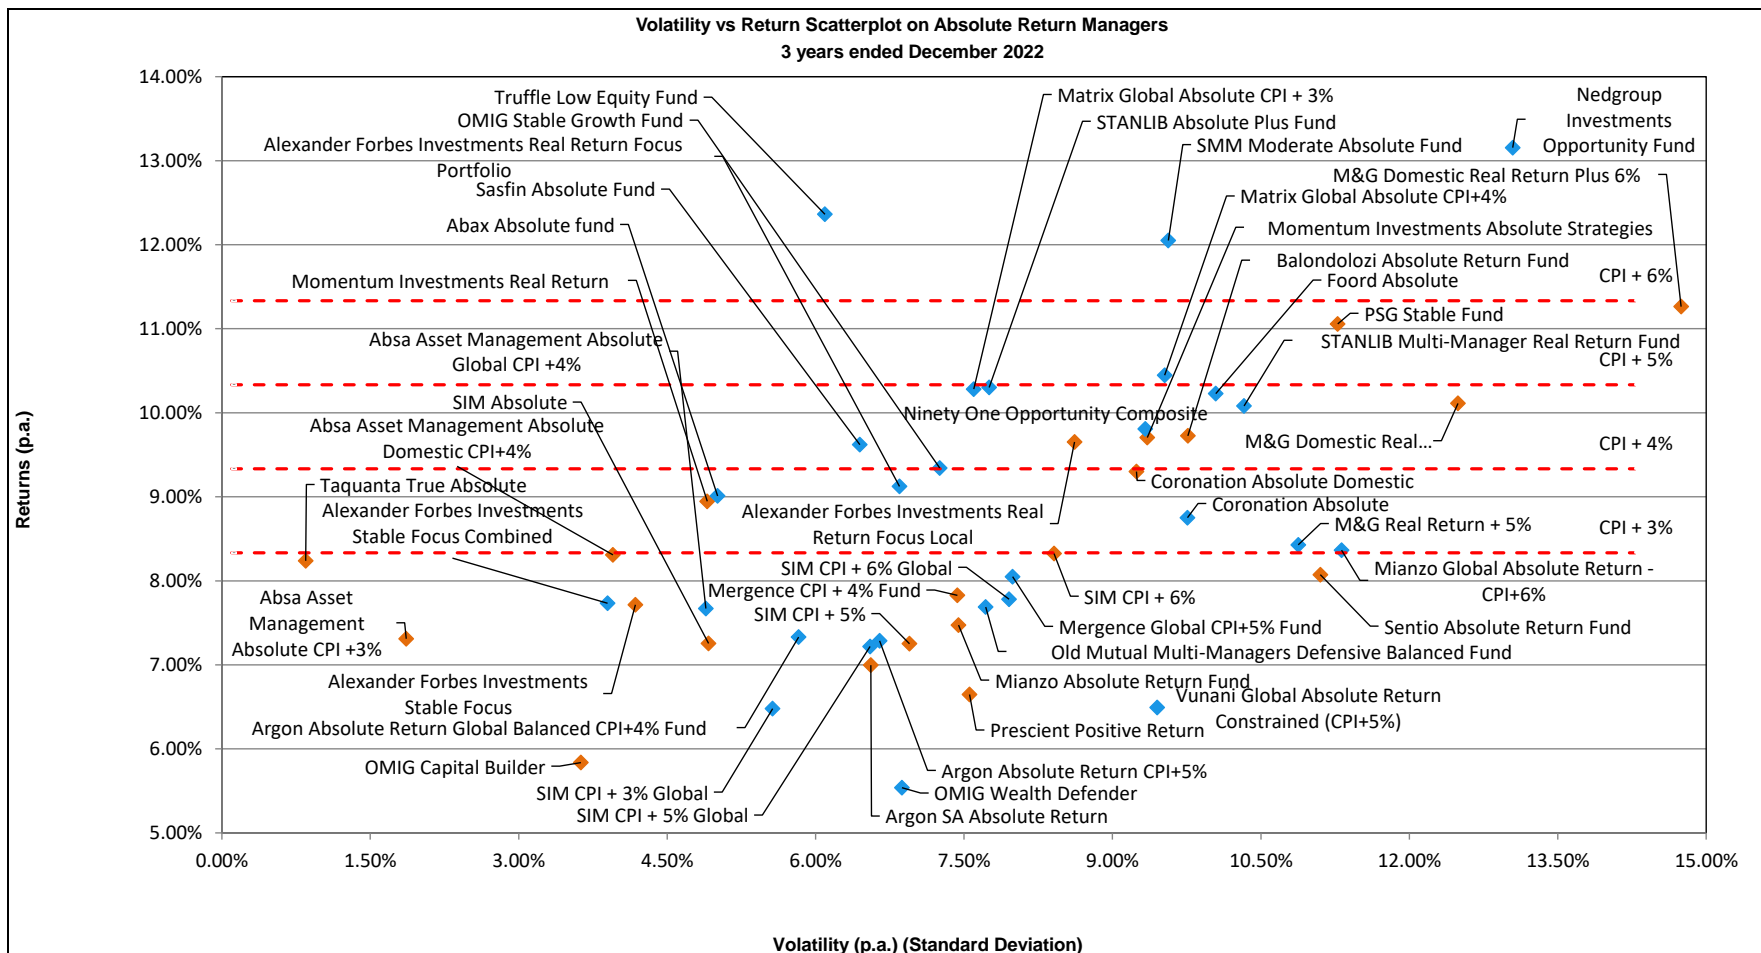 Volatility vs Return Scatterplot on Absolute Return Managers
3 years ended December 2022
Returns (p.a.)
14.00%
13.00%
12.00%
11.00%
10.00%
9.00%
8.00%
7.00%
6.00%
5.00%
Truffle Low Equity Fund
OMIG Stable Growth Fund
Alexander Forbes Investments Real Return Focus
Portfolio
Sasfin Absolute Fund
Abax Absolute fund
Momentum Investments Real Return
Absa Asset Management Absolute
Global CPI +4%
SIM Absolute
Absa Asset Management Absolute
Domestic CPI+4%
Taquanta True Absolute
Alexander Forbes Investments
Stable Focus Combined
Absa Asset
Management
Absolute CPI +3%
Alexander Forbes Investments
Stable Focus
Argon Absolute Return Global Balanced CPI+4% Fund
OMIG Capital Builder
SIM CPI + 3% Global
SIM CPI + 5% Global
Matrix Global Absolute CPI + 3%
STANLIB Absolute Plus Fund
SMM Moderate Absolute Fund
Nedgroup
Investments
Opportunity Fund
M&G Domestic Real Return Plus 6%
Matrix Global Absolute CPI+4%
Momentum Investments Absolute Strategies
Balondolozi Absolute Return Fund
Foord Absolute
CPI + 6%
PSG Stable Fund
STANLIB Multi-Manager Real Return Fund
CPI + 5%
Ninety One Opportunity Composite
M&G Domestic Real...
CPI + 4%
Coronation Absolute Domestic
Coronation Absolute
Alexander Forbes Investments Real
Return Focus Local
M&G Real Return + 5%
CPI + 3%
SIM CPI + 6% Global
Mergence CPI + 4% Fund
SIM CPI + 5%
SIM CPI + 6%
Mianzo Global Absolute Return -
CPI+6%
Mergence Global CPI+5% Fund
Sentio Absolute Return Fund
Old Mutual Multi-Managers Defensive Balanced Fund
Mianzo Absolute Return Fund
Vunani Global Absolute Return
Constrained (CPI+5%)
Prescient Positive Return
Argon Absolute Return CPI+5%
OMIG Wealth Defender
Argon SA Absolute Return
0.00%
1.50%
3.00%
4.50%
6.00%
7.50%
9.00%
10.50%
12.00%
13.50%
15.00%
Volatility (p.a.) (Standard Deviation)